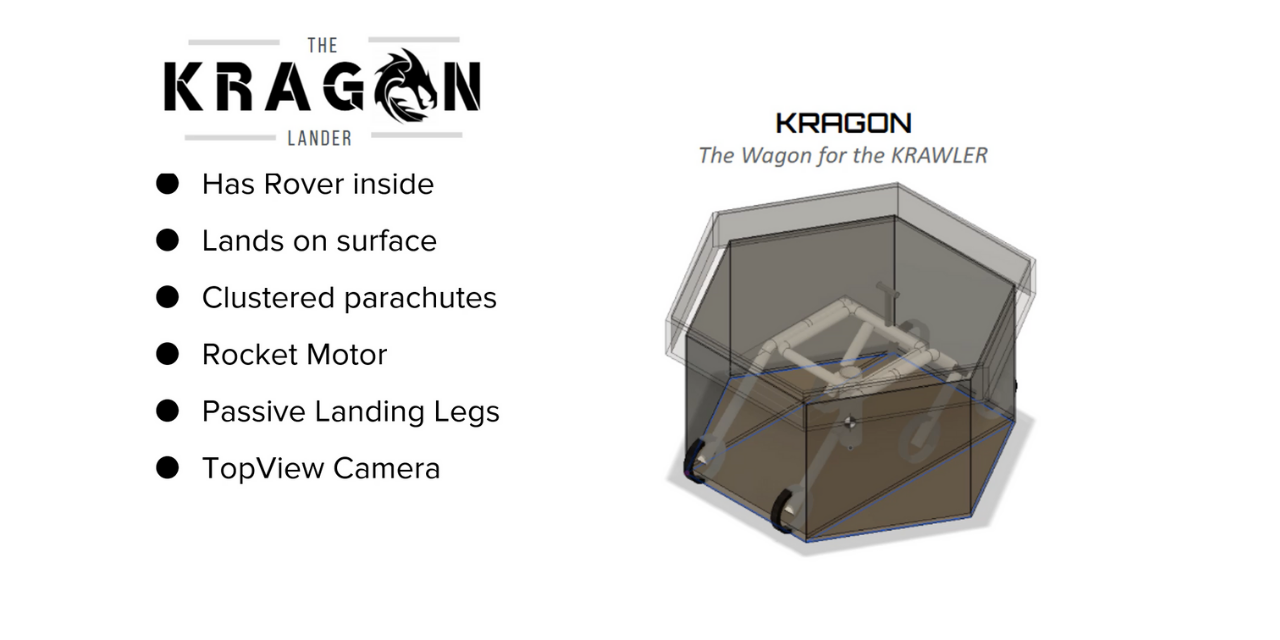 THE
KRAGON
LANDER
● Has Rover inside
● Lands on surface
● Clustered parachutes
● Rocket Motor
● Passive Landing Legs
● TopView Camera
KRAGON
The Wagon for the KRAWLER